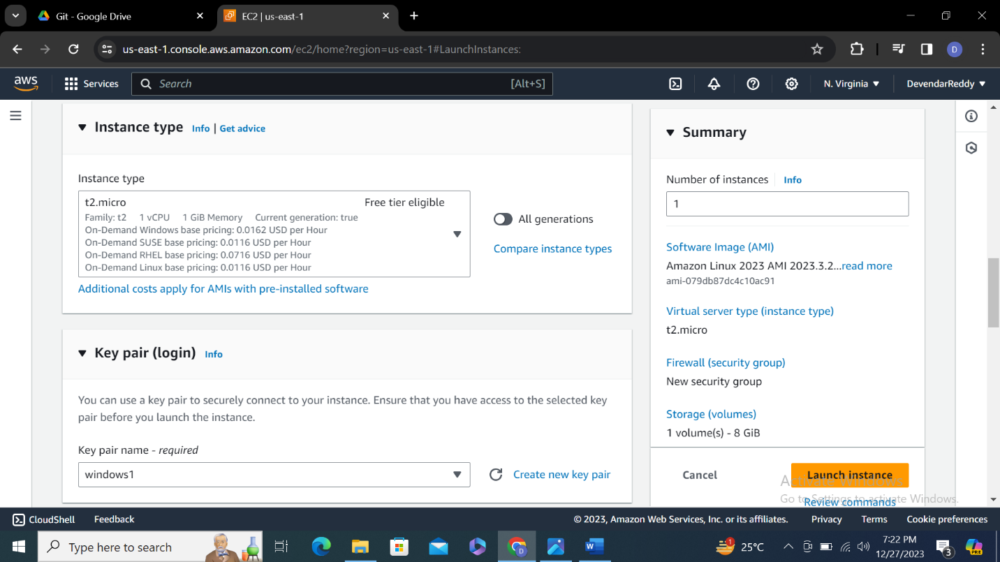 Git - Google Drive
EC2 | us-east-1
us-east-1.console.aws.amazon.com/ec2/home?region=us-east-1#LaunchInstances:
D
aws
Services
Search
[Alt+S]
N. Virginia
DevendarReddy
Instance type
Info | Get advice
Instance type
t2.micro
Free tier eligible
Family: t2 1 vCPU 1 GiB Memory Current generation: true
On-Demand Windows base pricing: 0.0162 USD per Hour
On-Demand SUSE base pricing: 0.0116 USD per Hour
On-Demand RHEL base pricing: 0.0716 USD per Hour
On-Demand Linux base pricing: 0.0116 USD per Hour
All generations
Compare instance types
Additional costs apply for AMIs with pre-installed software
Key pair (login)
Info
You can use a key pair to securely connect to your instance. Ensure that you have access to the selected key
pair before you launch the instance.
Key pair name - required
windows1
Create new key pair
Summary
Number of instances
Info
1
Software Image (AMI)
Amazon Linux 2023 AMI 2023.3.2...read more
ami-079db87dc4c10ac91
Virtual server type (instance type)
t2.micro
Firewall (security group)
New security group
Storage (volumes)
1 volume(s) - 8 GiB
Cancel
Launch instance
Activate Windows
Go to Settings to activate Windows.
Review commands
CloudShell
Feedback
© 2023, Amazon Web Services, Inc. or its affiliates.
Privacy
Terms
Cookie preferences
Type here to search
D
W
1
25°C
7:22 PM
12/27/2023
3
PRE